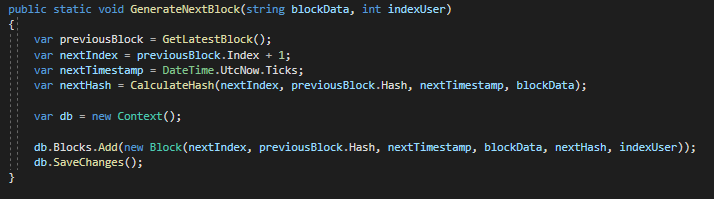 public static void GenerateNextBlock(string blockData, int indexUser)
{
var previousBlock = GetLatestBlock();
var nextIndex = previousBlock.Index + 1;
var nextTimestamp = DateTime.UtcNow.Ticks;
var nextHash = CalculateHash(nextIndex, previousBlock.Hash, nextTimestamp, blockData);
var db = new Context();
db.Blocks.Add(new Block(nextIndex, previousBlock.Hash, nextTimestamp, blockData, nextHash, indexUser));
db.SaveChanges();
}